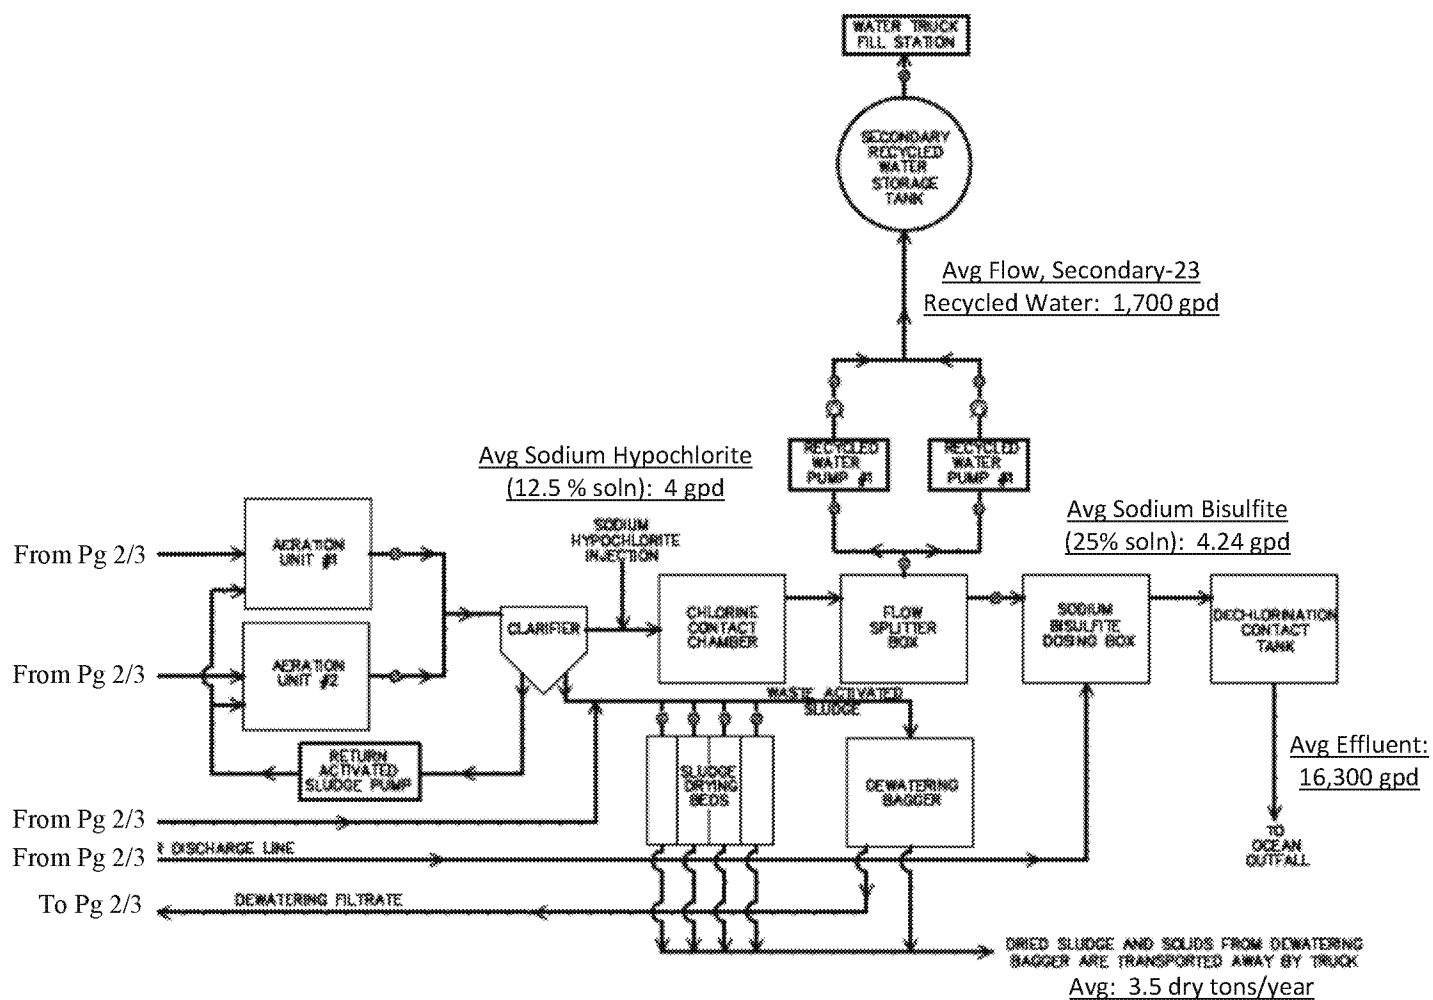 WATER TRUCK
FILL STATION
SECONDARY
RECYCLED
WATER
STORAGE
TANK
Avg Flow, Secondary-23
Recycled Water: 1,700 gpd
RECYCLED
WATER
PUMP #1
RECYCLED
WATER
PUMP #1
Avg Sodium Hypochlorite
(12.5 % soln): 4 gpd
SODIUM
HYPOCHLORITE
INJECTION
Avg Sodium Bisulfite
(25% soln): 4.24 gpd
From Pg 2/3
AERATION
UNIT #1
CLARIFIER
CHLORINE
CONTACT
CHAMBER
FLOW
SPLITTER
BOX
SODIUM
BISULFITE
DOSING BOX
DECHLORINATION
CONTACT
TANK
From Pg 2/3
AERATION
UNIT #2
WASTE ACTIVATED
SLUDGE
RETURN
ACTIVATED
SLUDGE PUMP
SLUDGE
DRYING
BEDS
DEWATERING
BAGGER
Avg Effluent:
16,300 gpd
From Pg 2/3
From Pg 2/3
DISCHARGE LINE
TO
OCEAN
OUTFALL
To Pg 2/3
DEWATERING FILTRATE
DRIED SLUDGE AND SOLIDS FROM DEWATERING
BAGGER ARE TRANSPORTED AWAY BY TRUCK
Avg: 3.5 dry tons/year